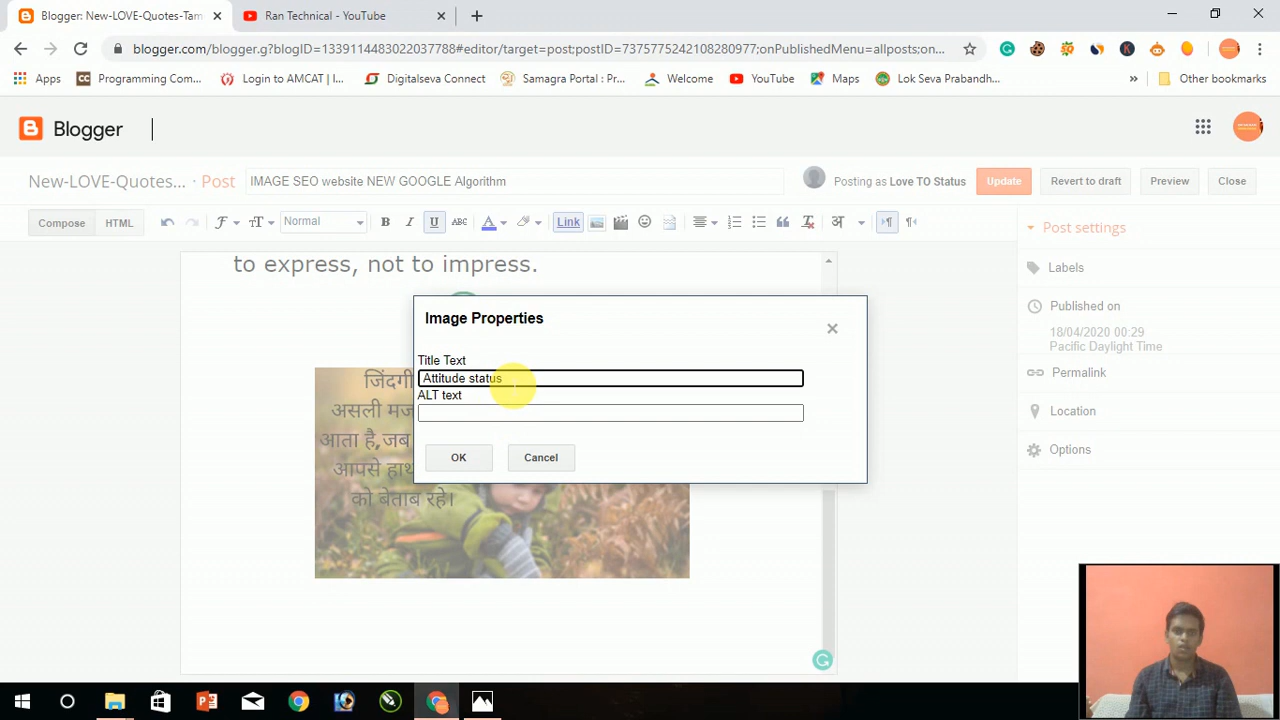 Blogger: New-LOVE-Quotes-Tam
Ran Technical - YouTube
blogger.com/blogger.g?blogID=1339114483022037788#editor/target=post;postID=7375775242108280977;onPublishedMenu=allposts;on...
Apps
Programming Com...
Login to AMCAT | I...
Digitalseva Connect
Samagra Portal : Pr...
Welcome
YouTube
Maps
Lok Seva Prabandh...
»
Other bookmarks
Blogger
New-LOVE-Quotes... · Post
IMAGE SEO website NEW GOOGLE Algorithm
Posting as Love TO Status
Update
Revert to draft
Preview
Close
Compose
HTML
Normal
B
I
U
ABC
A
Link
अ
Post settings
Labels
Published on
18/04/2020 00:29
Pacific Daylight Time
Permalink
Location
Options
to express, not to impress.
Image Properties
Title Text
Attitude status
ALT text
OK
Cancel
जिंदगी
असली
आता है,जब
आपसे हाथ
को बेताब रहे।